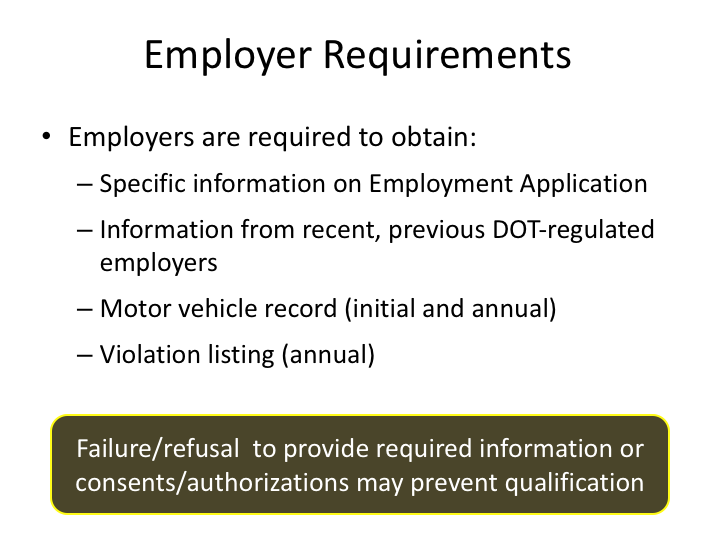 Employer Requirements
• Employers are required to obtain:
– Specific information on Employment Application
– Information from recent, previous DOT-regulated
employers
– Motor vehicle record (initial and annual)
– Violation listing (annual)
Failure/refusal  to provide required information or
consents/authorizations may prevent qualification